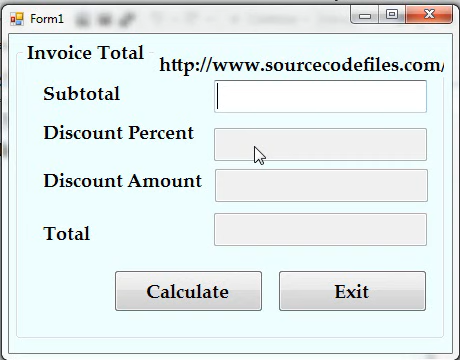 Form1
Invoice Total
http://www.sourcecodefiles.com/
Subtotal
Discount Percent
Discount Amount
Total
Calculate Exit